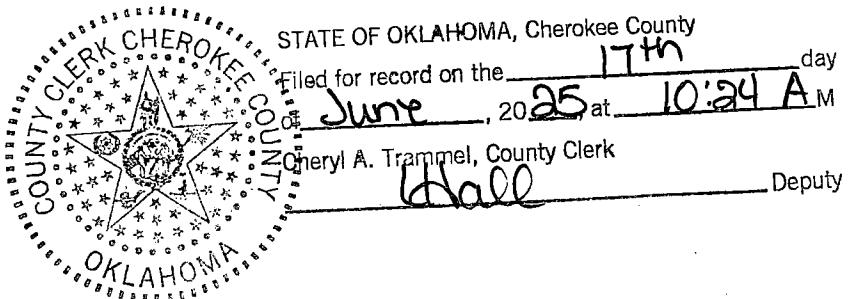 COUNTY CLERK CHEROKEE COUNTY
OKLAHOMA
STATE OF OKLAHOMA, Cherokee County
Filed for record on the 17th day
of June, 2025, at 10:24 A M
Cheryl A. Trammel, County Clerk
Hall Deputy